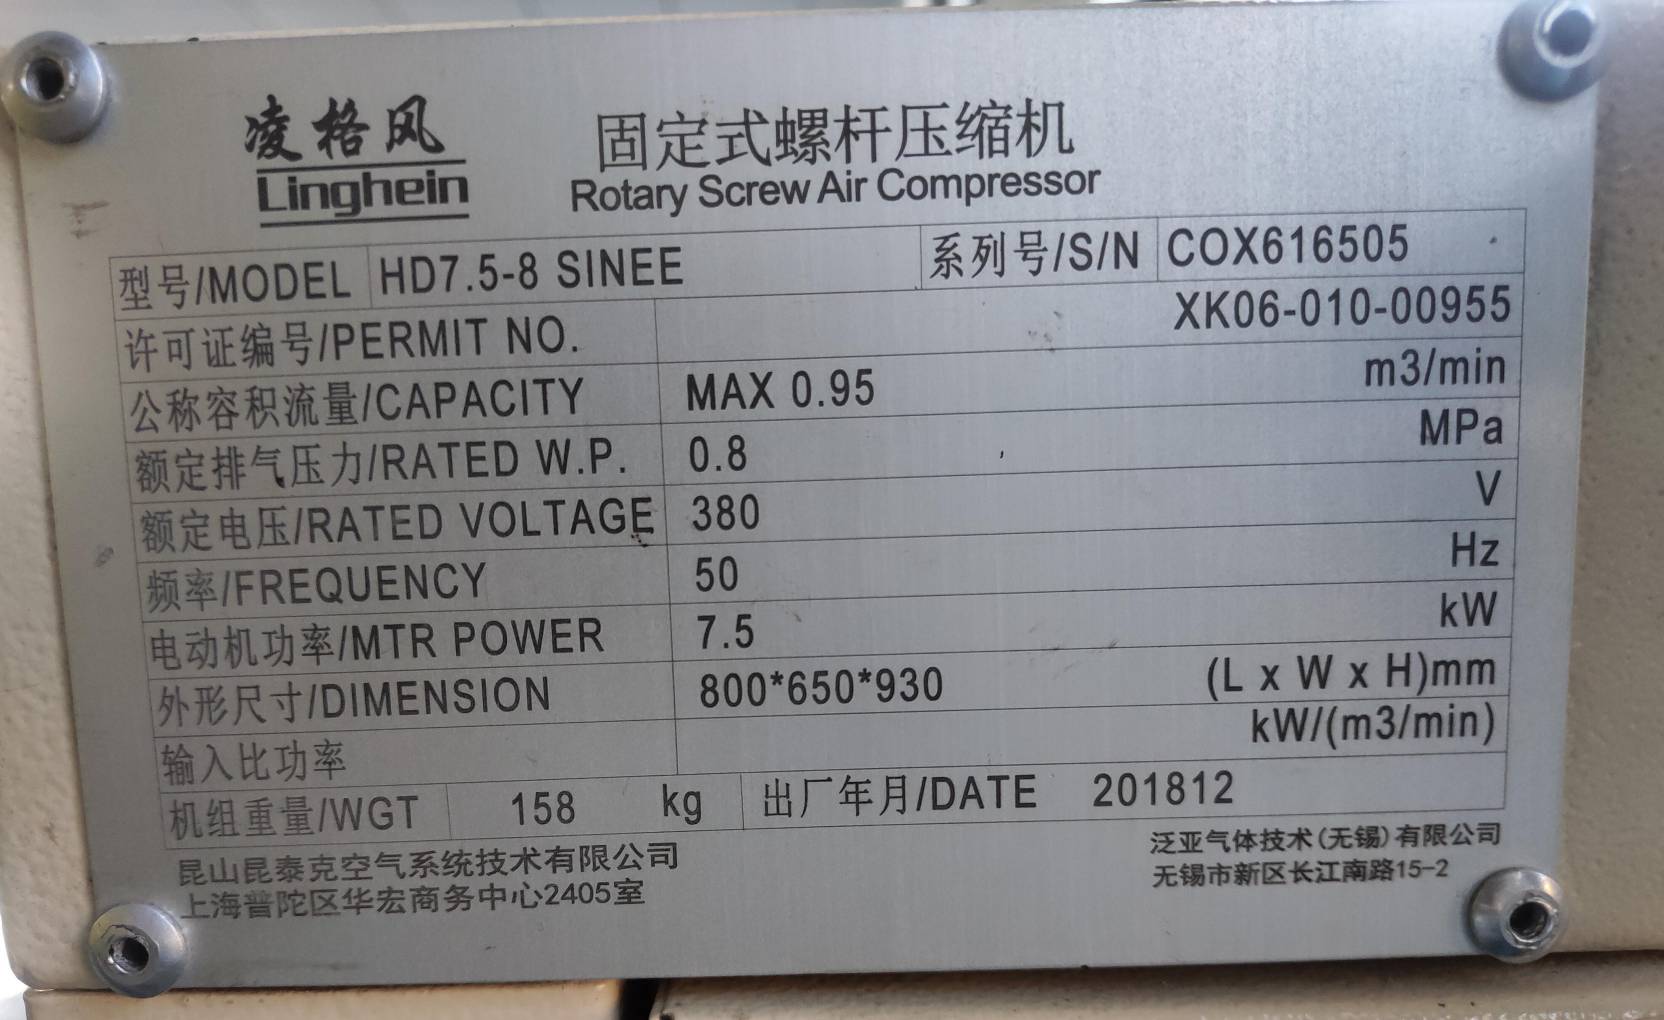 凌格风 固定式螺杆压缩机
Linghein Rotary Screw Air Compressor
型号/MODEL HD7.5-8 SINEE 系列号/S/N COX616505
许可证编号/PERMIT NO. XK06-010-00955
公称容积流量/CAPACITY MAX 0.95 m3/min
额定排气压力/RATED W.P. 0.8 MPa
额定电压/RATED VOLTAGE 380 V
频率/FREQUENCY 50 Hz
电动机功率/MTR POWER 7.5 kW
外形尺寸/DIMENSION 800*650*930 (L x W x H)mm
输入比功率 kW/(m3/min)
机组重量/WGT 158 kg 出厂年月/DATE 201812
昆山昆泰克空气系统技术有限公司 泛亚气体技术(无锡)有限公司
上海普陀区华宏商务中心2405室 无锡市新区长江南路15-2